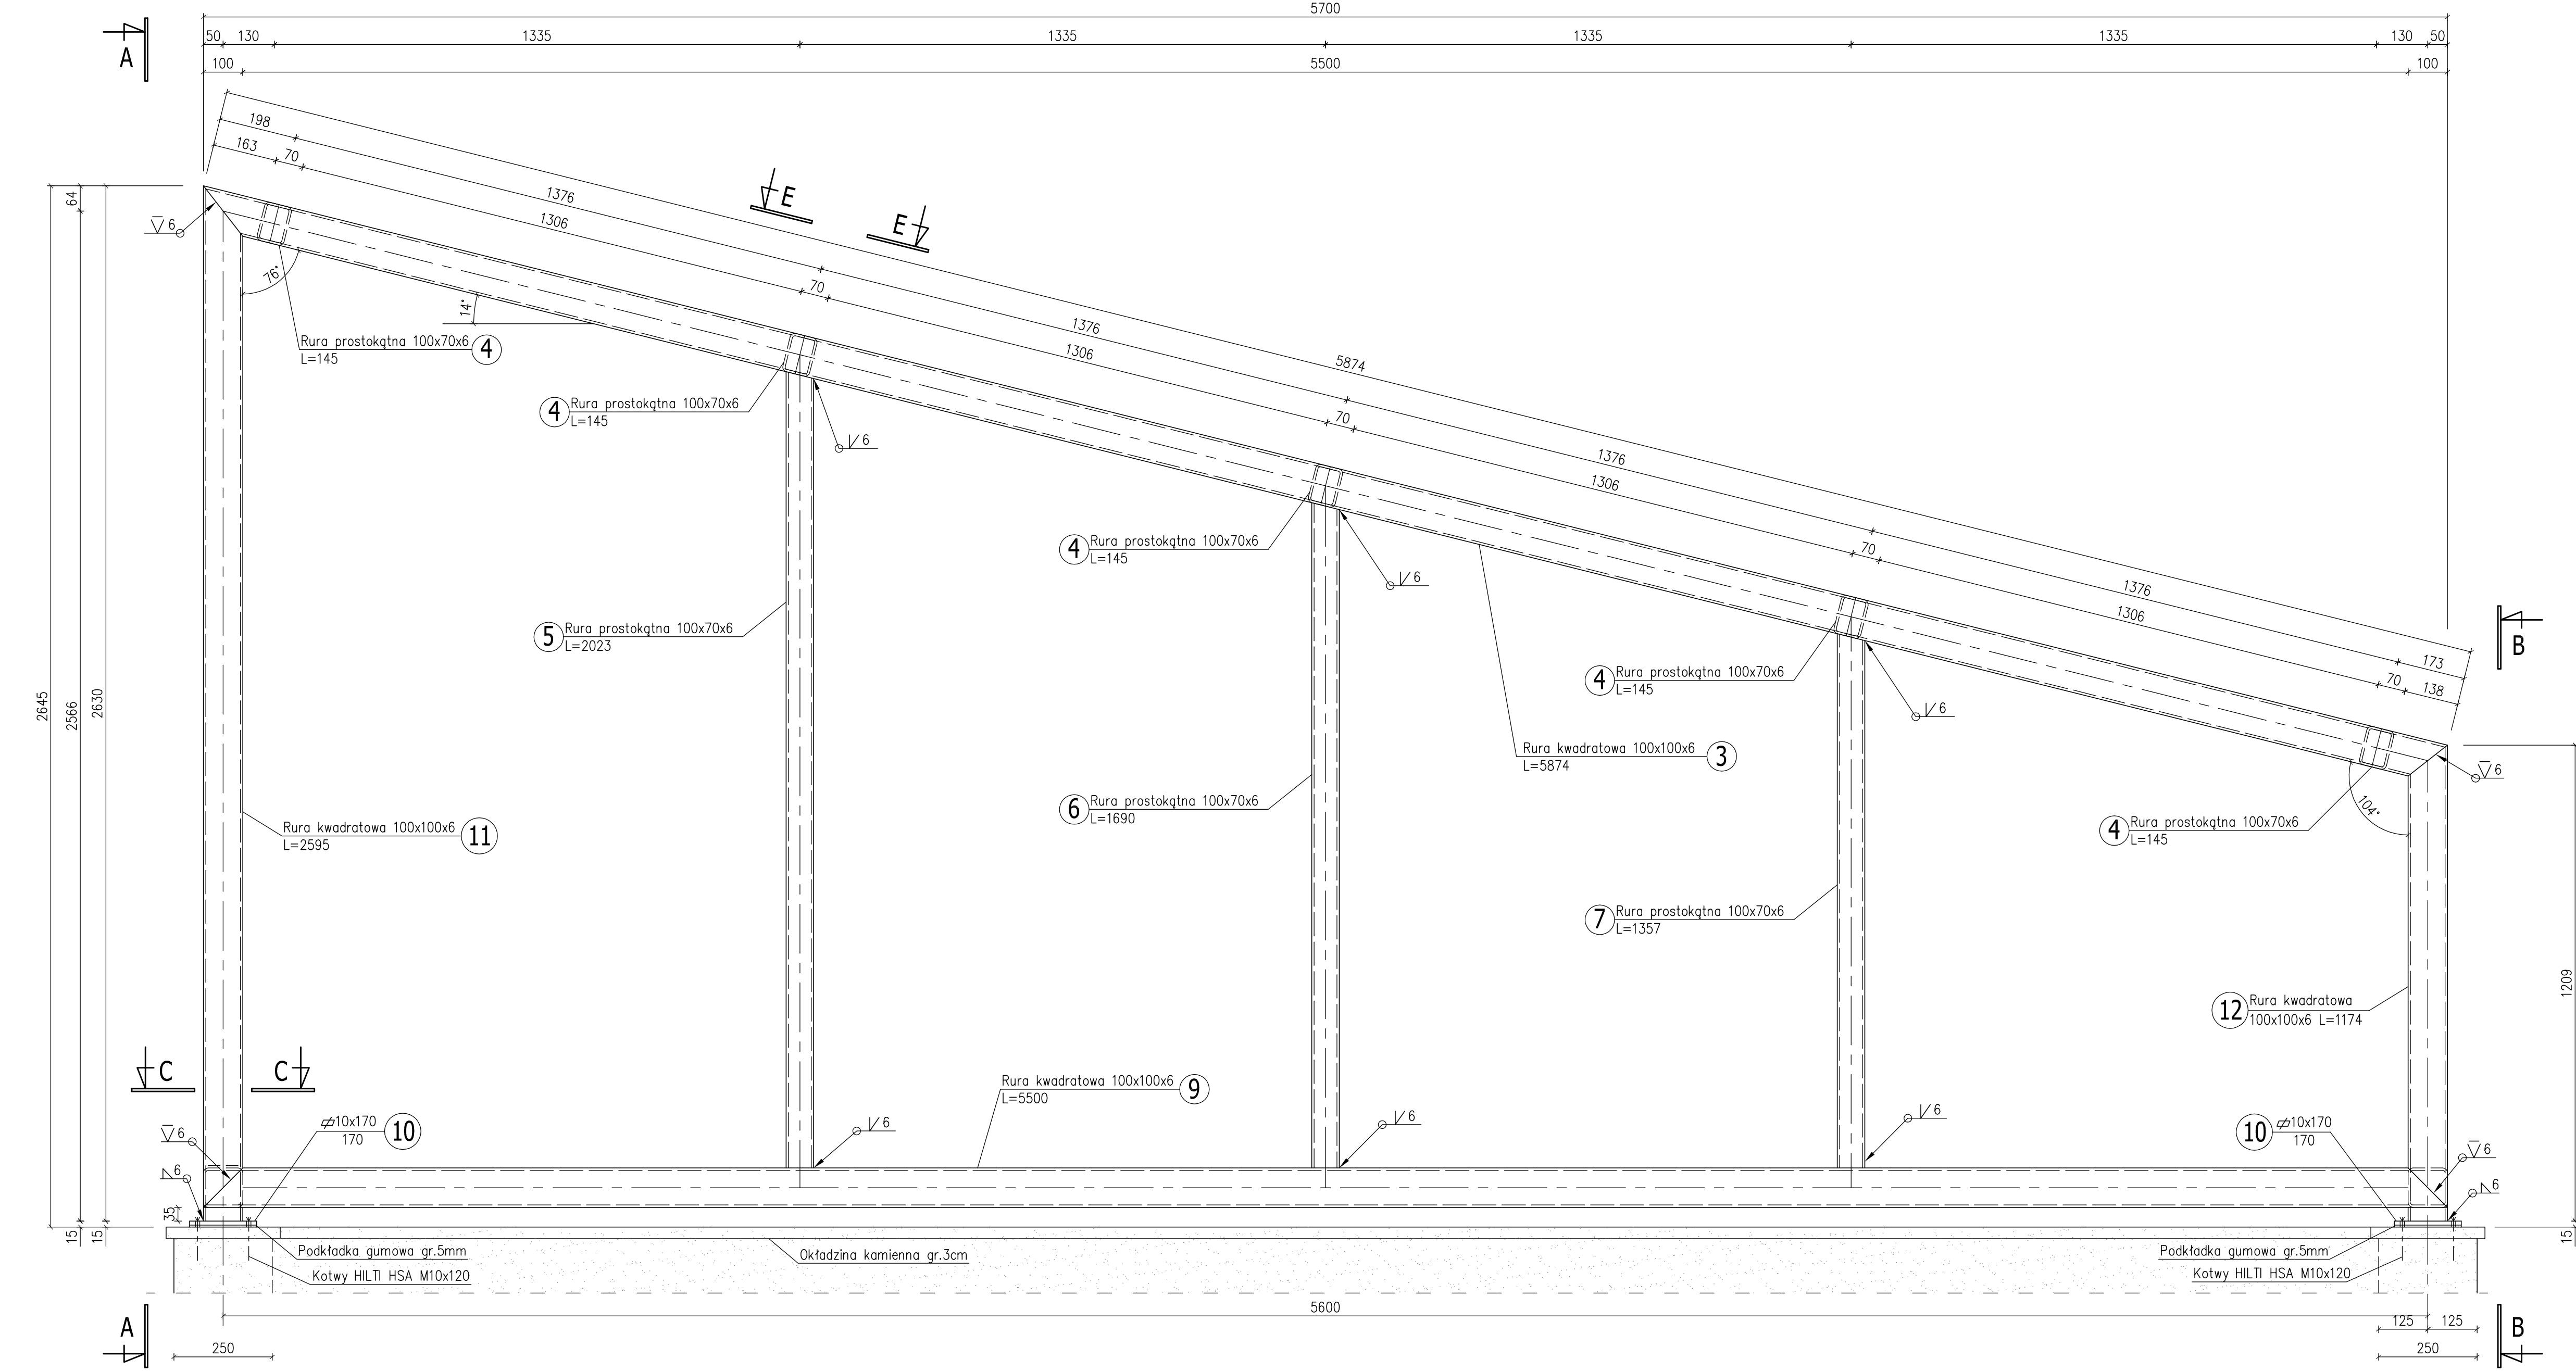 5700
50 130 1335 1335 1335 1335 130 50
100 5500 100
A
198
163 70
1376
1306
E
E
70
1376
1306
5874
70
1376
1306
70
1376
1306
173
70 138
64
6
76°
14°
Rura prostokątna 100x70x6
L=145
4
4
Rura prostokątna 100x70x6
L=145
6
4
Rura prostokątna 100x70x6
L=145
6
5
Rura prostokątna 100x70x6
L=2023
B
4
Rura prostokątna 100x70x6
L=145
6
2645
2566
2630
Rura kwadratowa 100x100x6
L=5874
3
6
104°
Rura kwadratowa 100x100x6
L=2595
11
6
Rura prostokątna 100x70x6
L=1690
4
Rura prostokątna 100x70x6
L=145
7
Rura prostokątna 100x70x6
L=1357
1209
12
Rura kwadratowa
100x100x6 L=1174
C
C
Rura kwadratowa 100x100x6
L=5500
9
10x170
170
10
6
6
6
6
6
10
10x170
170
6
6
35
15
15
15
Podkładka gumowa gr.5mm
Kotwy HILTI HSA M10x120
Okładzina kamienna gr.3cm
Podkładka gumowa gr.5mm
Kotwy HILTI HSA M10x120
5600
A
250
125 125
250
B